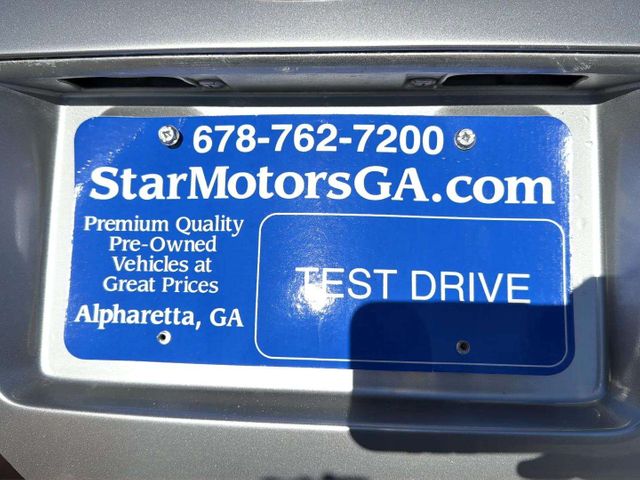 678-762-7200
StarMotorsGA.com
Premium Quality
Pre-Owned
Vehicles at
Great Prices
Alpharetta, GA
TEST DRIVE